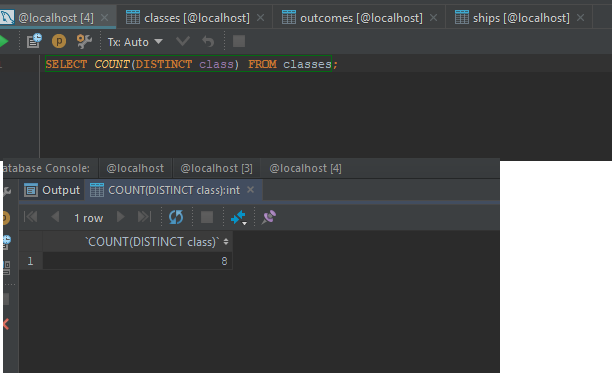 @localhost [4] classes [@localhost] outcomes [@localhost] ships [@localhost]
Tx: Auto
SELECT COUNT(DISTINCT class) FROM classes;
atabase Console: @localhost @localhost [3] @localhost [4]
Output COUNT(DISTINCT class):int
1 row
`COUNT(DISTINCT class)`
1 8